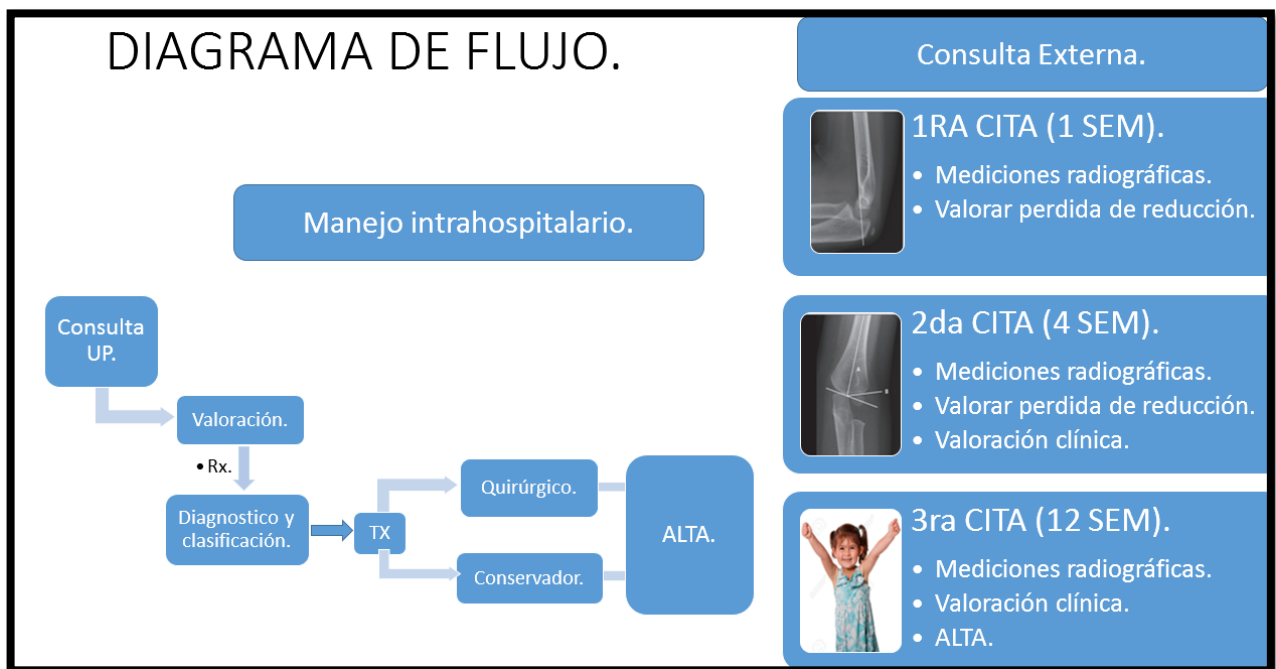 DIAGRAMA DE FLUJO.
Manejo intrahospitalario.
Consulta
UP.
Valoración.
• Rx.
Diagnostico y
clasificación.
TX
Quirúrgico.
Conservador.
ALTA.
Consulta Externa.
1RA CITA (1 SEM).
• Mediciones radiográficas.
• Valorar perdida de reducción.
2da CITA (4 SEM).
• Mediciones radiográficas.
• Valorar perdida de reducción.
• Valoración clínica.
A
B
3ra CITA (12 SEM).
• Mediciones radiográficas.
• Valoración clínica.
• ALTA.